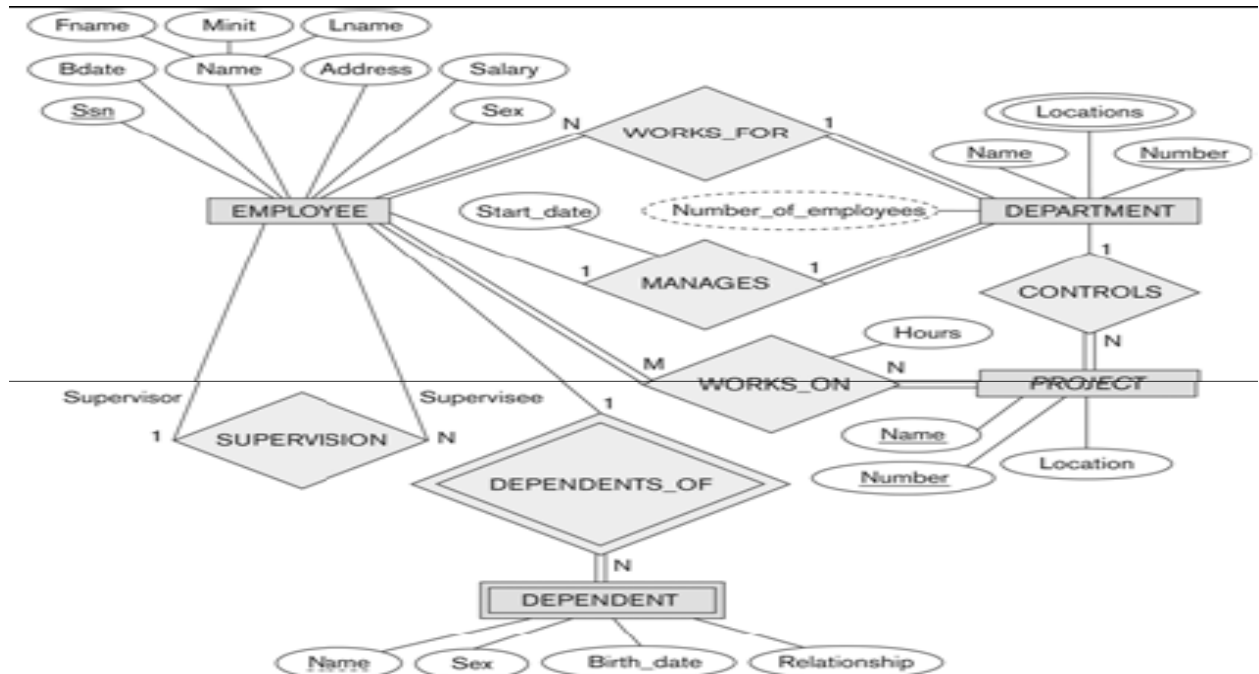 Fname Minit Lname
Bdate Name Address Salary
Ssn Sex
N WORKS_FOR 1
Locations
Name Number
EMPLOYEE
Start_date
Number_of_employees
DEPARTMENT
1 MANAGES 1
1
CONTROLS
N
Hours
M WORKS_ON N
PROJECT
Supervisor Supervisee
1 SUPERVISION N
1
Name
Number
Location
DEPENDENTS_OF
N
DEPENDENT
Name Sex Birth_date Relationship